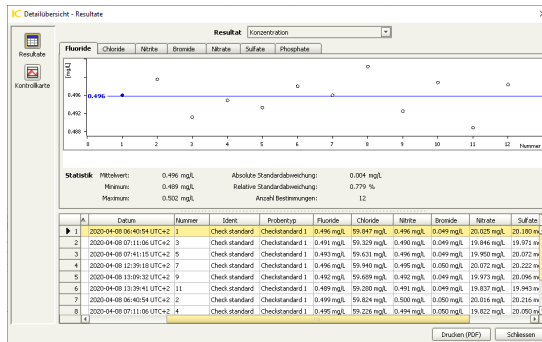 IC Detailübersicht - Resultate
Resultate
Kontrollkarte
Resultat Konzentration
Fluoride Chloride Nitrite Bromide Nitrate Sulfate Phosphate
[mg/L]
0.496
0.496
0.492
0.488
0 1 2 3 4 5 6 7 8 9 10 11 12 Nummer
Statistik Mittelwert: 0.496 mg/L Absolute Standardabweichung: 0.004 mg/L
Minimum: 0.489 mg/L Relative Standardabweichung: 0.779 %
Maximum: 0.502 mg/L Anzahl Bestimmungen: 12
Datum Nummer Ident Probentyp Fluoride Chloride Nitrite Bromide Nitrate Sulfate
1 2020-04-08 06:40:54 UTC+2 1 Check standard Checkstandard 1 0.496 mg/L 59.847 mg/L 0.496 mg/L 0.049 mg/L 20.025 mg/L 20.180 m
2 2020-04-08 07:11:06 UTC+2 3 Check standard Checkstandard 1 0.491 mg/L 59.329 mg/L 0.490 mg/L 0.049 mg/L 19.846 mg/L 19.971 m
3 2020-04-08 07:41:15 UTC+2 5 Check standard Checkstandard 1 0.493 mg/L 59.631 mg/L 0.496 mg/L 0.049 mg/L 19.950 mg/L 20.072 m
4 2020-04-08 12:39:18 UTC+2 7 Check standard Checkstandard 1 0.496 mg/L 59.940 mg/L 0.495 mg/L 0.050 mg/L 20.072 mg/L 20.222 m
5 2020-04-08 13:09:32 UTC+2 9 Check standard Checkstandard 1 0.492 mg/L 59.689 mg/L 0.492 mg/L 0.049 mg/L 19.973 mg/L 20.096 m
6 2020-04-08 13:39:41 UTC+2 11 Check standard Checkstandard 1 0.489 mg/L 59.280 mg/L 0.491 mg/L 0.049 mg/L 19.837 mg/L 19.943 m
7 2020-04-08 06:40:54 UTC+2 2 Check standard Checkstandard 1 0.499 mg/L 59.824 mg/L 0.500 mg/L 0.050 mg/L 20.016 mg/L 20.216 m
8 2020-04-08 07:11:06 UTC+2 4 Check standard Checkstandard 1 0.495 mg/L 59.226 mg/L 0.494 mg/L 0.050 mg/L 19.822 mg/L 20.050 m
Drucken (PDF) Schliessen